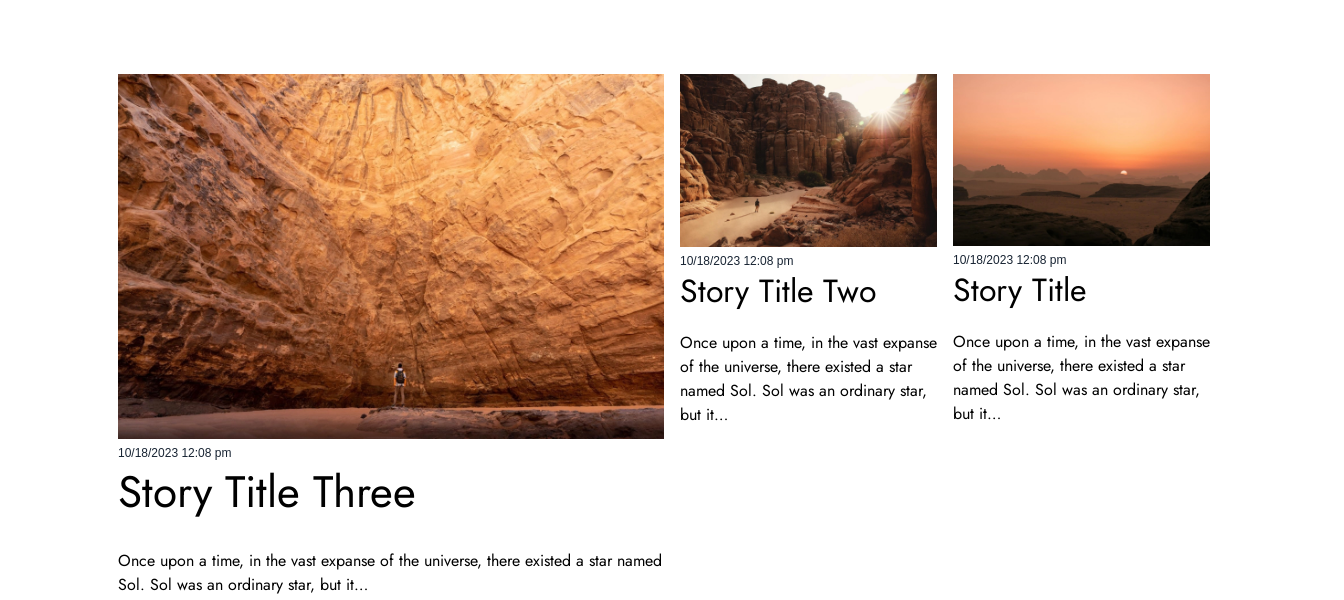 10/18/2023 12:08 pm
Story Title Three
Once upon a time, in the vast expanse of the universe, there existed a star named
Sol. Sol was an ordinary star, but it…
10/18/2023 12:08 pm
Story Title Two
Once upon a time, in the vast expanse
of the universe, there existed a star
named Sol. Sol was an ordinary star,
but it…
10/18/2023 12:08 pm
Story Title
Once upon a time, in the vast expanse
of the universe, there existed a star
named Sol. Sol was an ordinary star,
but it…